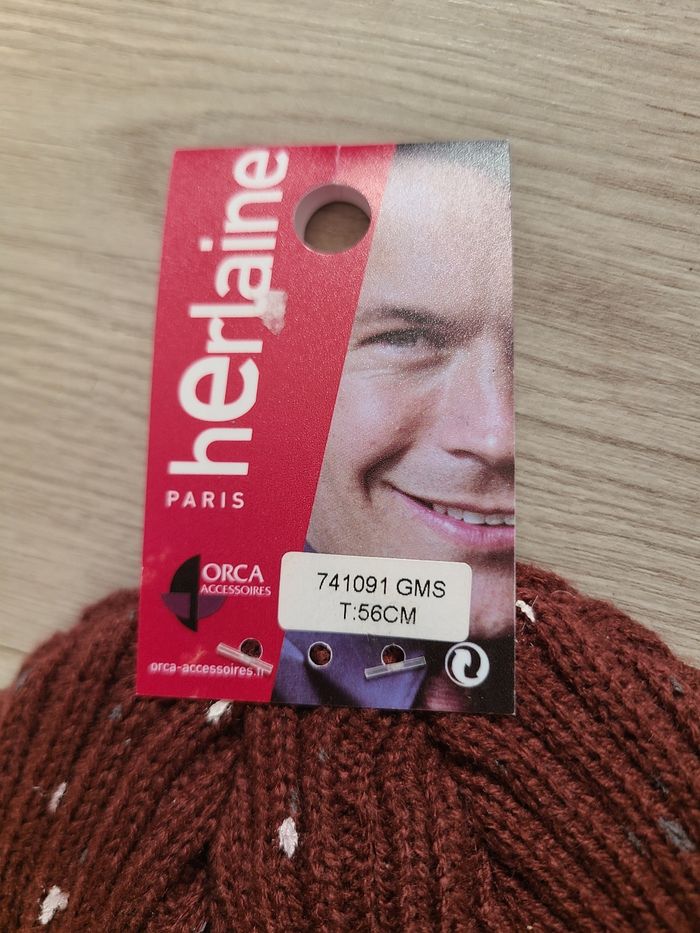 herlaine
PARIS
ORCA
ACCESSOIRES
741091 GMS
T:56CM
orca-accessoires.fr